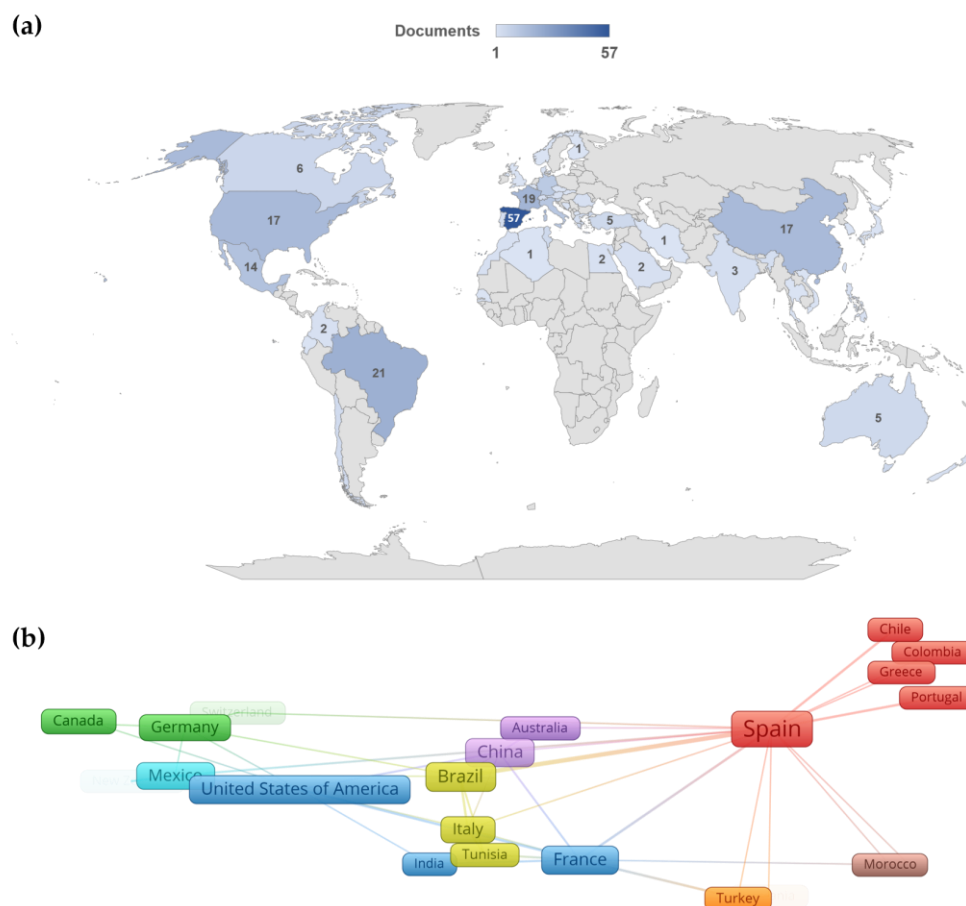 (a)
Documents
1 57
1
6
19
17
57
5
17
1
1
14
2
2
3
2
21
5
(b)
Chile
Colombia
Greece
Portugal
Switzerland
Canada
Germany
Australia
Spain
China
Mexico
Brazil
United States of America
Italy
Tunisia
India
France
Morocco
Turkey